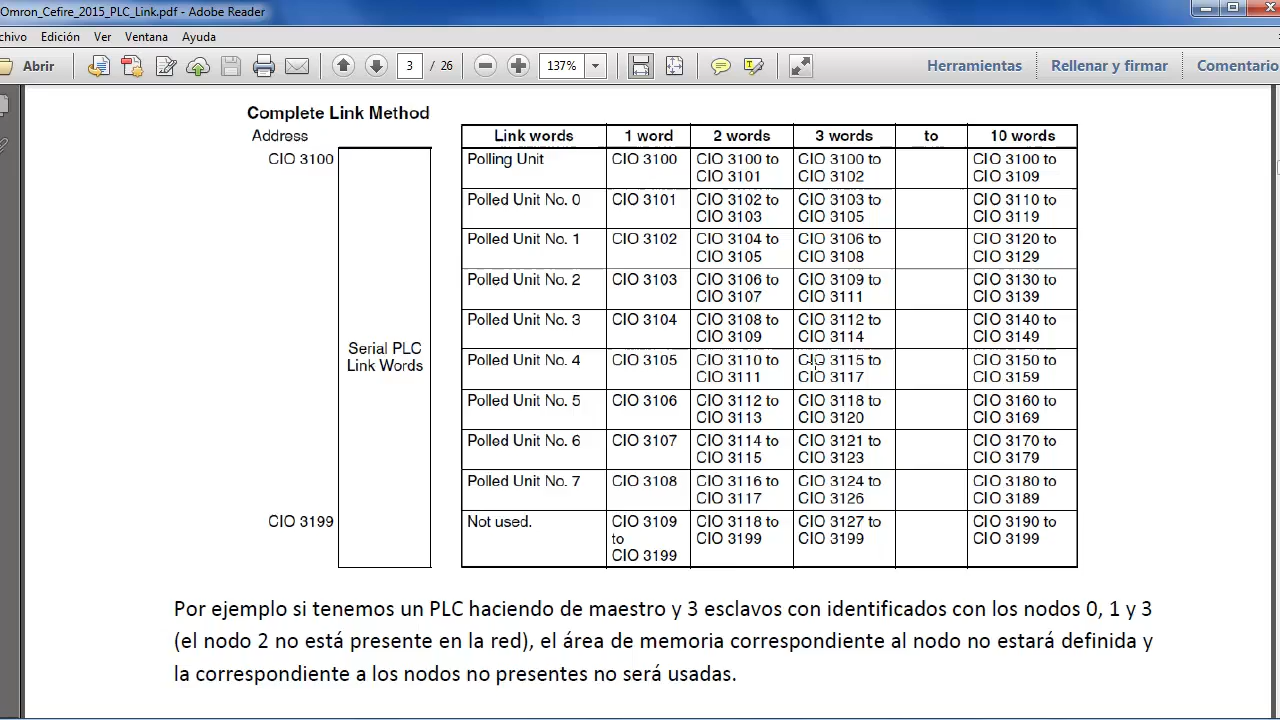 Omron_Cefire_2015_PLC_Link.pdf - Adobe Reader
chivo Edición Ver Ventana Ayuda
Abrir 3 / 26 137% Herramientas Rellenar y firmar Comentario
Complete Link Method
Address
CIO 3100
Serial PLC
Link Words
CIO 3199
Link words 1 word 2 words 3 words to 10 words
Polling Unit CIO 3100 CIO 3100 to CIO 3100 to CIO 3100 to
CIO 3101 CIO 3102 CIO 3109
Polled Unit No. 0 CIO 3101 CIO 3102 to CIO 3103 to CIO 3110 to
CIO 3103 CIO 3105 CIO 3119
Polled Unit No. 1 CIO 3102 CIO 3104 to CIO 3106 to CIO 3120 to
CIO 3105 CIO 3108 CIO 3129
Polled Unit No. 2 CIO 3103 CIO 3106 to CIO 3109 to CIO 3130 to
CIO 3107 CIO 3111 CIO 3139
Polled Unit No. 3 CIO 3104 CIO 3108 to CIO 3112 to CIO 3140 to
CIO 3109 CIO 3114 CIO 3149
Polled Unit No. 4 CIO 3105 CIO 3110 to CIO 3115 to CIO 3150 to
CIO 3111 CIO 3117 CIO 3159
Polled Unit No. 5 CIO 3106 CIO 3112 to CIO 3118 to CIO 3160 to
CIO 3113 CIO 3120 CIO 3169
Polled Unit No. 6 CIO 3107 CIO 3114 to CIO 3121 to CIO 3170 to
CIO 3115 CIO 3123 CIO 3179
Polled Unit No. 7 CIO 3108 CIO 3116 to CIO 3124 to CIO 3180 to
CIO 3117 CIO 3126 CIO 3189
Not used. CIO 3109 CIO 3118 to CIO 3127 to CIO 3190 to
to CIO 3199 CIO 3199 CIO 3199
CIO 3199
Por ejemplo si tenemos un PLC haciendo de maestro y 3 esclavos con identificados con los nodos 0, 1 y 3
(el nodo 2 no está presente en la red), el área de memoria correspondiente al nodo no estará definida y
la correspondiente a los nodos no presentes no será usadas.